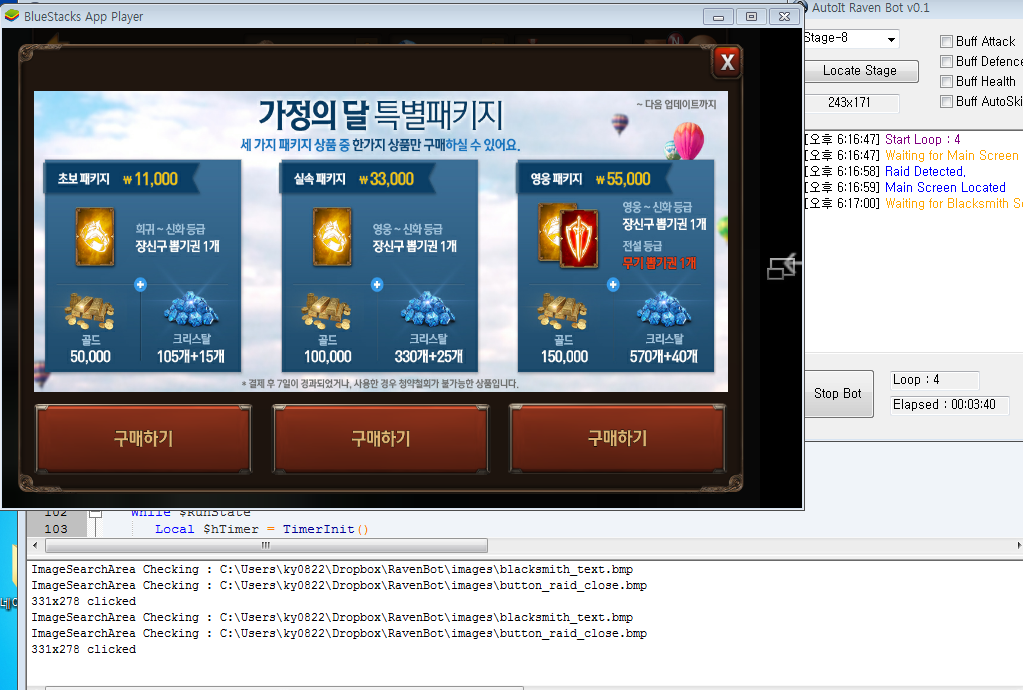 BlueStacks App Player
AutoIt Raven Bot v0.1
가정의 달 특별패키지
~ 다음 업데이트까지
세 가지 패키지 상품 중 한가지 상품만 구매하실 수 있어요.
초보 패키지 ₩11,000
희귀 ~ 신화 등급
장신구 뽑기권 1개
골드
50,000
크리스탈
105개+15개
실속 패키지 ₩33,000
영웅 ~ 신화 등급
장신구 뽑기권 1개
골드
100,000
크리스탈
330개+25개
영웅 패키지 ₩55,000
영웅 ~ 신화 등급
장신구 뽑기권 1개
전설 등급
무기 뽑기권 1개
골드
150,000
크리스탈
570개+40개
* 결제 후 7일이 경과되었거나, 사용한 경우 청약철회가 불가능한 상품입니다.
구매하기
구매하기
구매하기
X
N
Stage-8
Locate Stage
243x171
Buff Attack
Buff Defence
Buff Health
Buff AutoSki
[오후 6:16:47] Start Loop : 4
[오후 6:16:47] Waiting for Main Screen
[오후 6:16:58] Raid Detected,
[오후 6:16:59] Main Screen Located
[오후 6:17:00] Waiting for Blacksmith
Stop Bot
Loop : 4
Elapsed : 00:03:40
102 While $RunState
103 Local $hTimer = TimerInit()
ImageSearchArea Checking : C:\Users\ky0822\Dropbox\RavenBot\images\blacksmith_text.bmp
ImageSearchArea Checking : C:\Users\ky0822\Dropbox\RavenBot\images\button_raid_close.bmp
331x278 clicked
ImageSearchArea Checking : C:\Users\ky0822\Dropbox\RavenBot\images\blacksmith_text.bmp
ImageSearchArea Checking : C:\Users\ky0822\Dropbox\RavenBot\images\button_raid_close.bmp
331x278 clicked